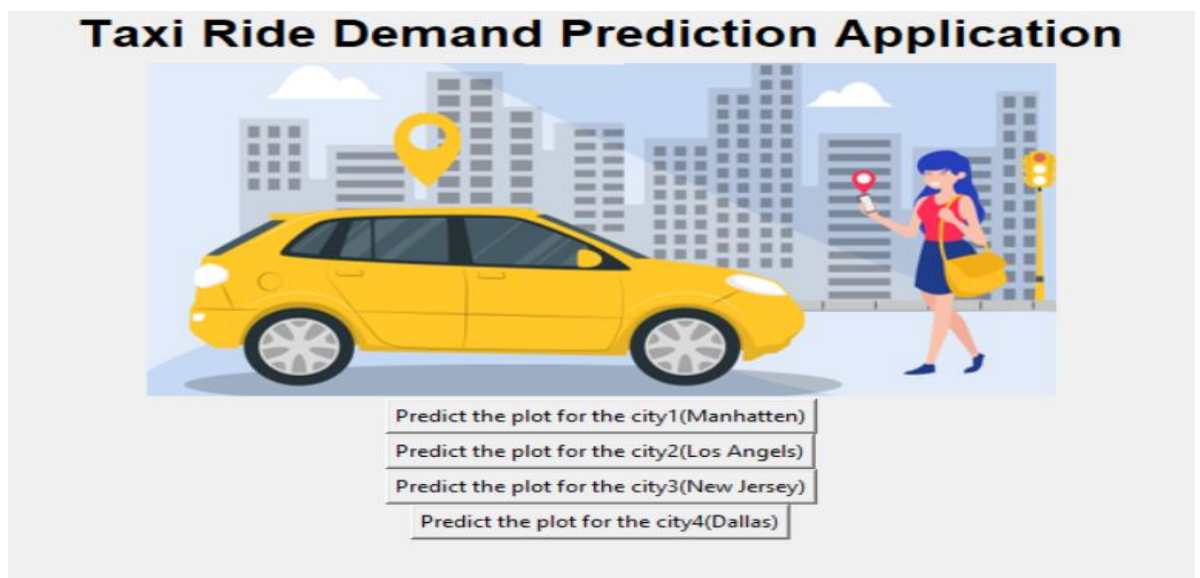 Taxi Ride Demand Prediction Application
Predict the plot for the city1(Manhatten)
Predict the plot for the city2(Los Angels)
Predict the plot for the city3(New Jersey)
Predict the plot for the city4(Dallas)